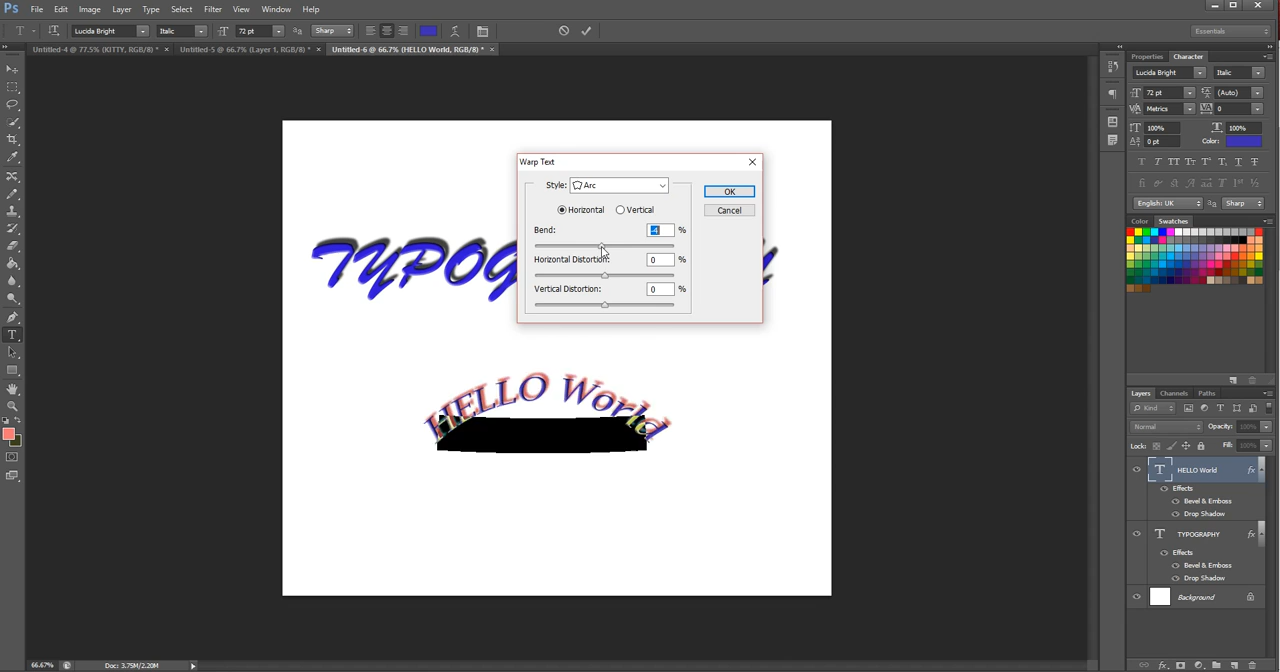 Ps File Edit Image Layer Type Select Filter View Window Help
T Lucida Bright Italic 72 pt aa Sharp Essentials
Untitled-4 @ 77.5% (KITTY, RGB/8) * × Untitled-5 @ 66.7% (Layer 1, RGB/8) * × Untitled-6 @ 66.7% (HELLO World, RGB/8) * ×
Properties Character
Lucida Bright Italic
72 pt (Auto)
Metrics 0
100% 100%
0 pt Color:
English: UK aa Sharp
Color Swatches
Warp Text
Style: Arc
OK
Horizontal Vertical
Cancel
Bend: -4 %
Horizontal Distortion: 0 %
Vertical Distortion: 0 %
TYPOG
HELLO World
Layers Channels Paths
Kind
Normal Opacity: 100%
Lock: Fill: 100%
T HELLO World fx
Effects
Bevel & Emboss
Drop Shadow
T TYPOGRAPHY fx
Effects
Bevel & Emboss
Drop Shadow
Background
66.67% Doc: 3.75M/2.20M